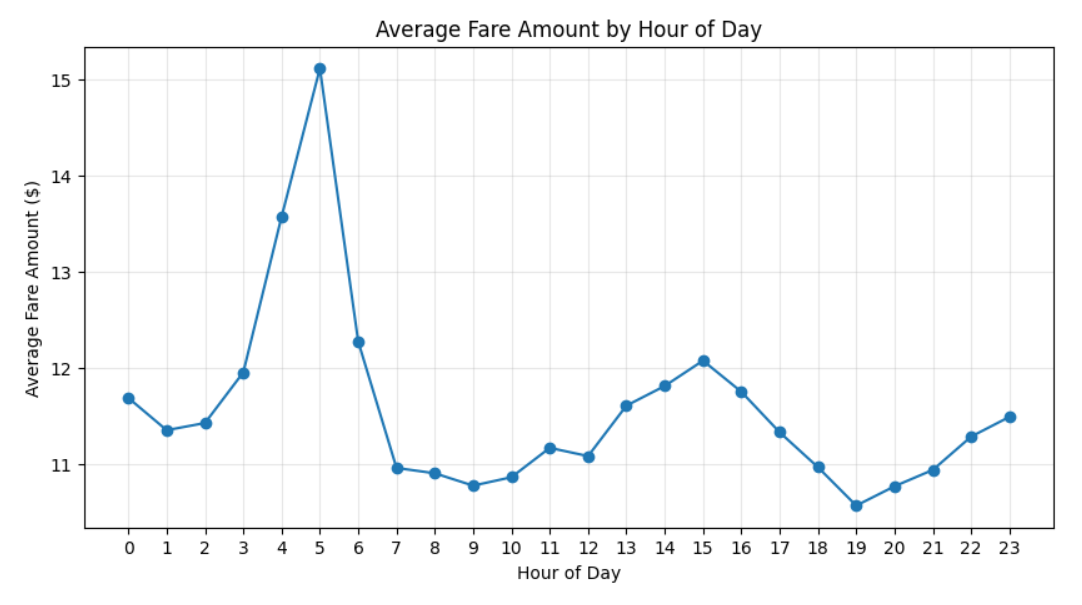 Average Fare Amount by Hour of Day
Average Fare Amount ($)
15
14
13
12
11
0 1 2 3 4 5 6 7 8 9 10 11 12 13 14 15 16 17 18 19 20 21 22 23
Hour of Day